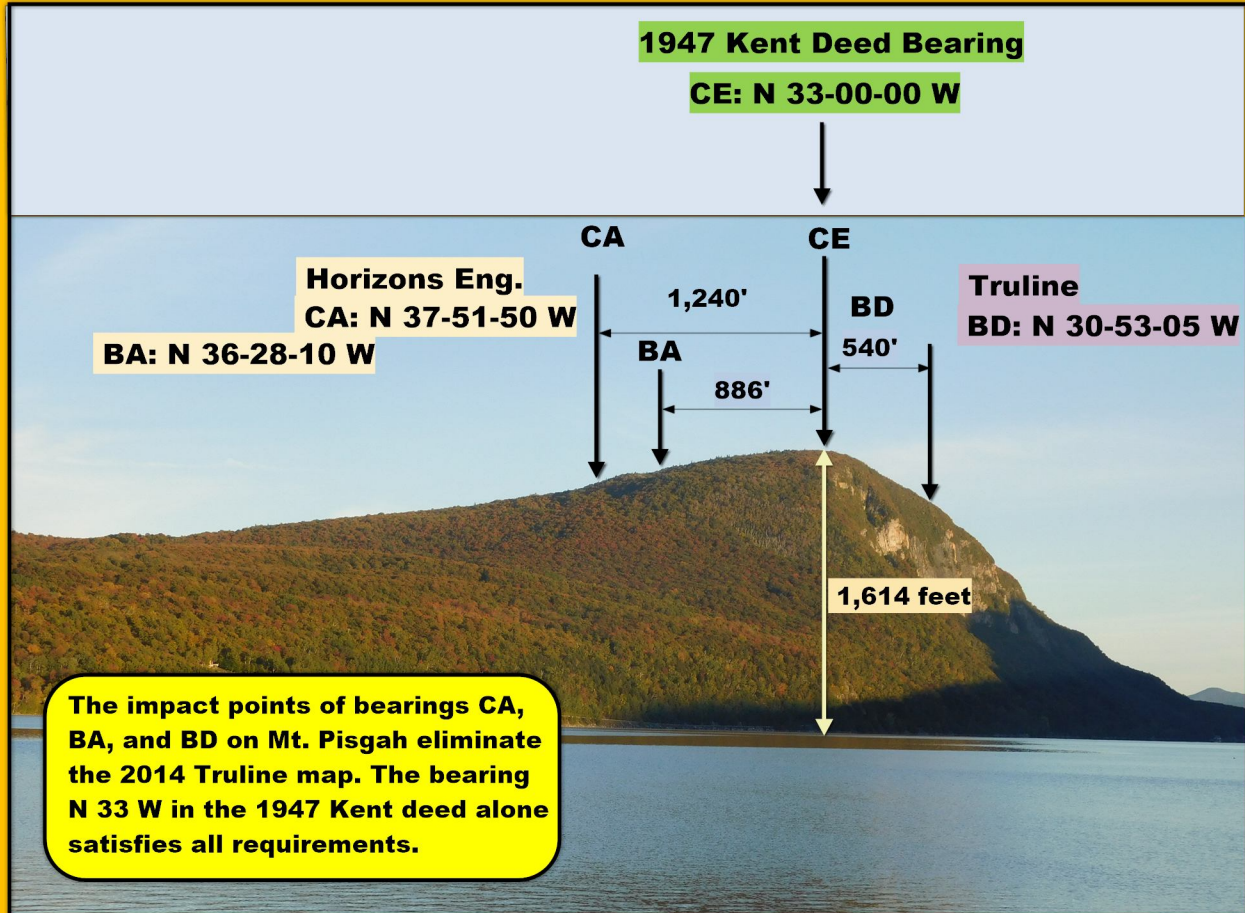 1947 Kent Deed Bearing
CE: N 33-00-00 W
CA
CE
Horizons Eng.
CA: N 37-51-50 W
BA: N 36-28-10 W
1,240'
BA
886'
BD
540'
Truline
BD: N 30-53-05 W
1,614 feet
The impact points of bearings CA,
BA, and BD on Mt. Pisgah eliminate
the 2014 Truline map. The bearing
N 33 W in the 1947 Kent deed alone
satisfies all requirements.